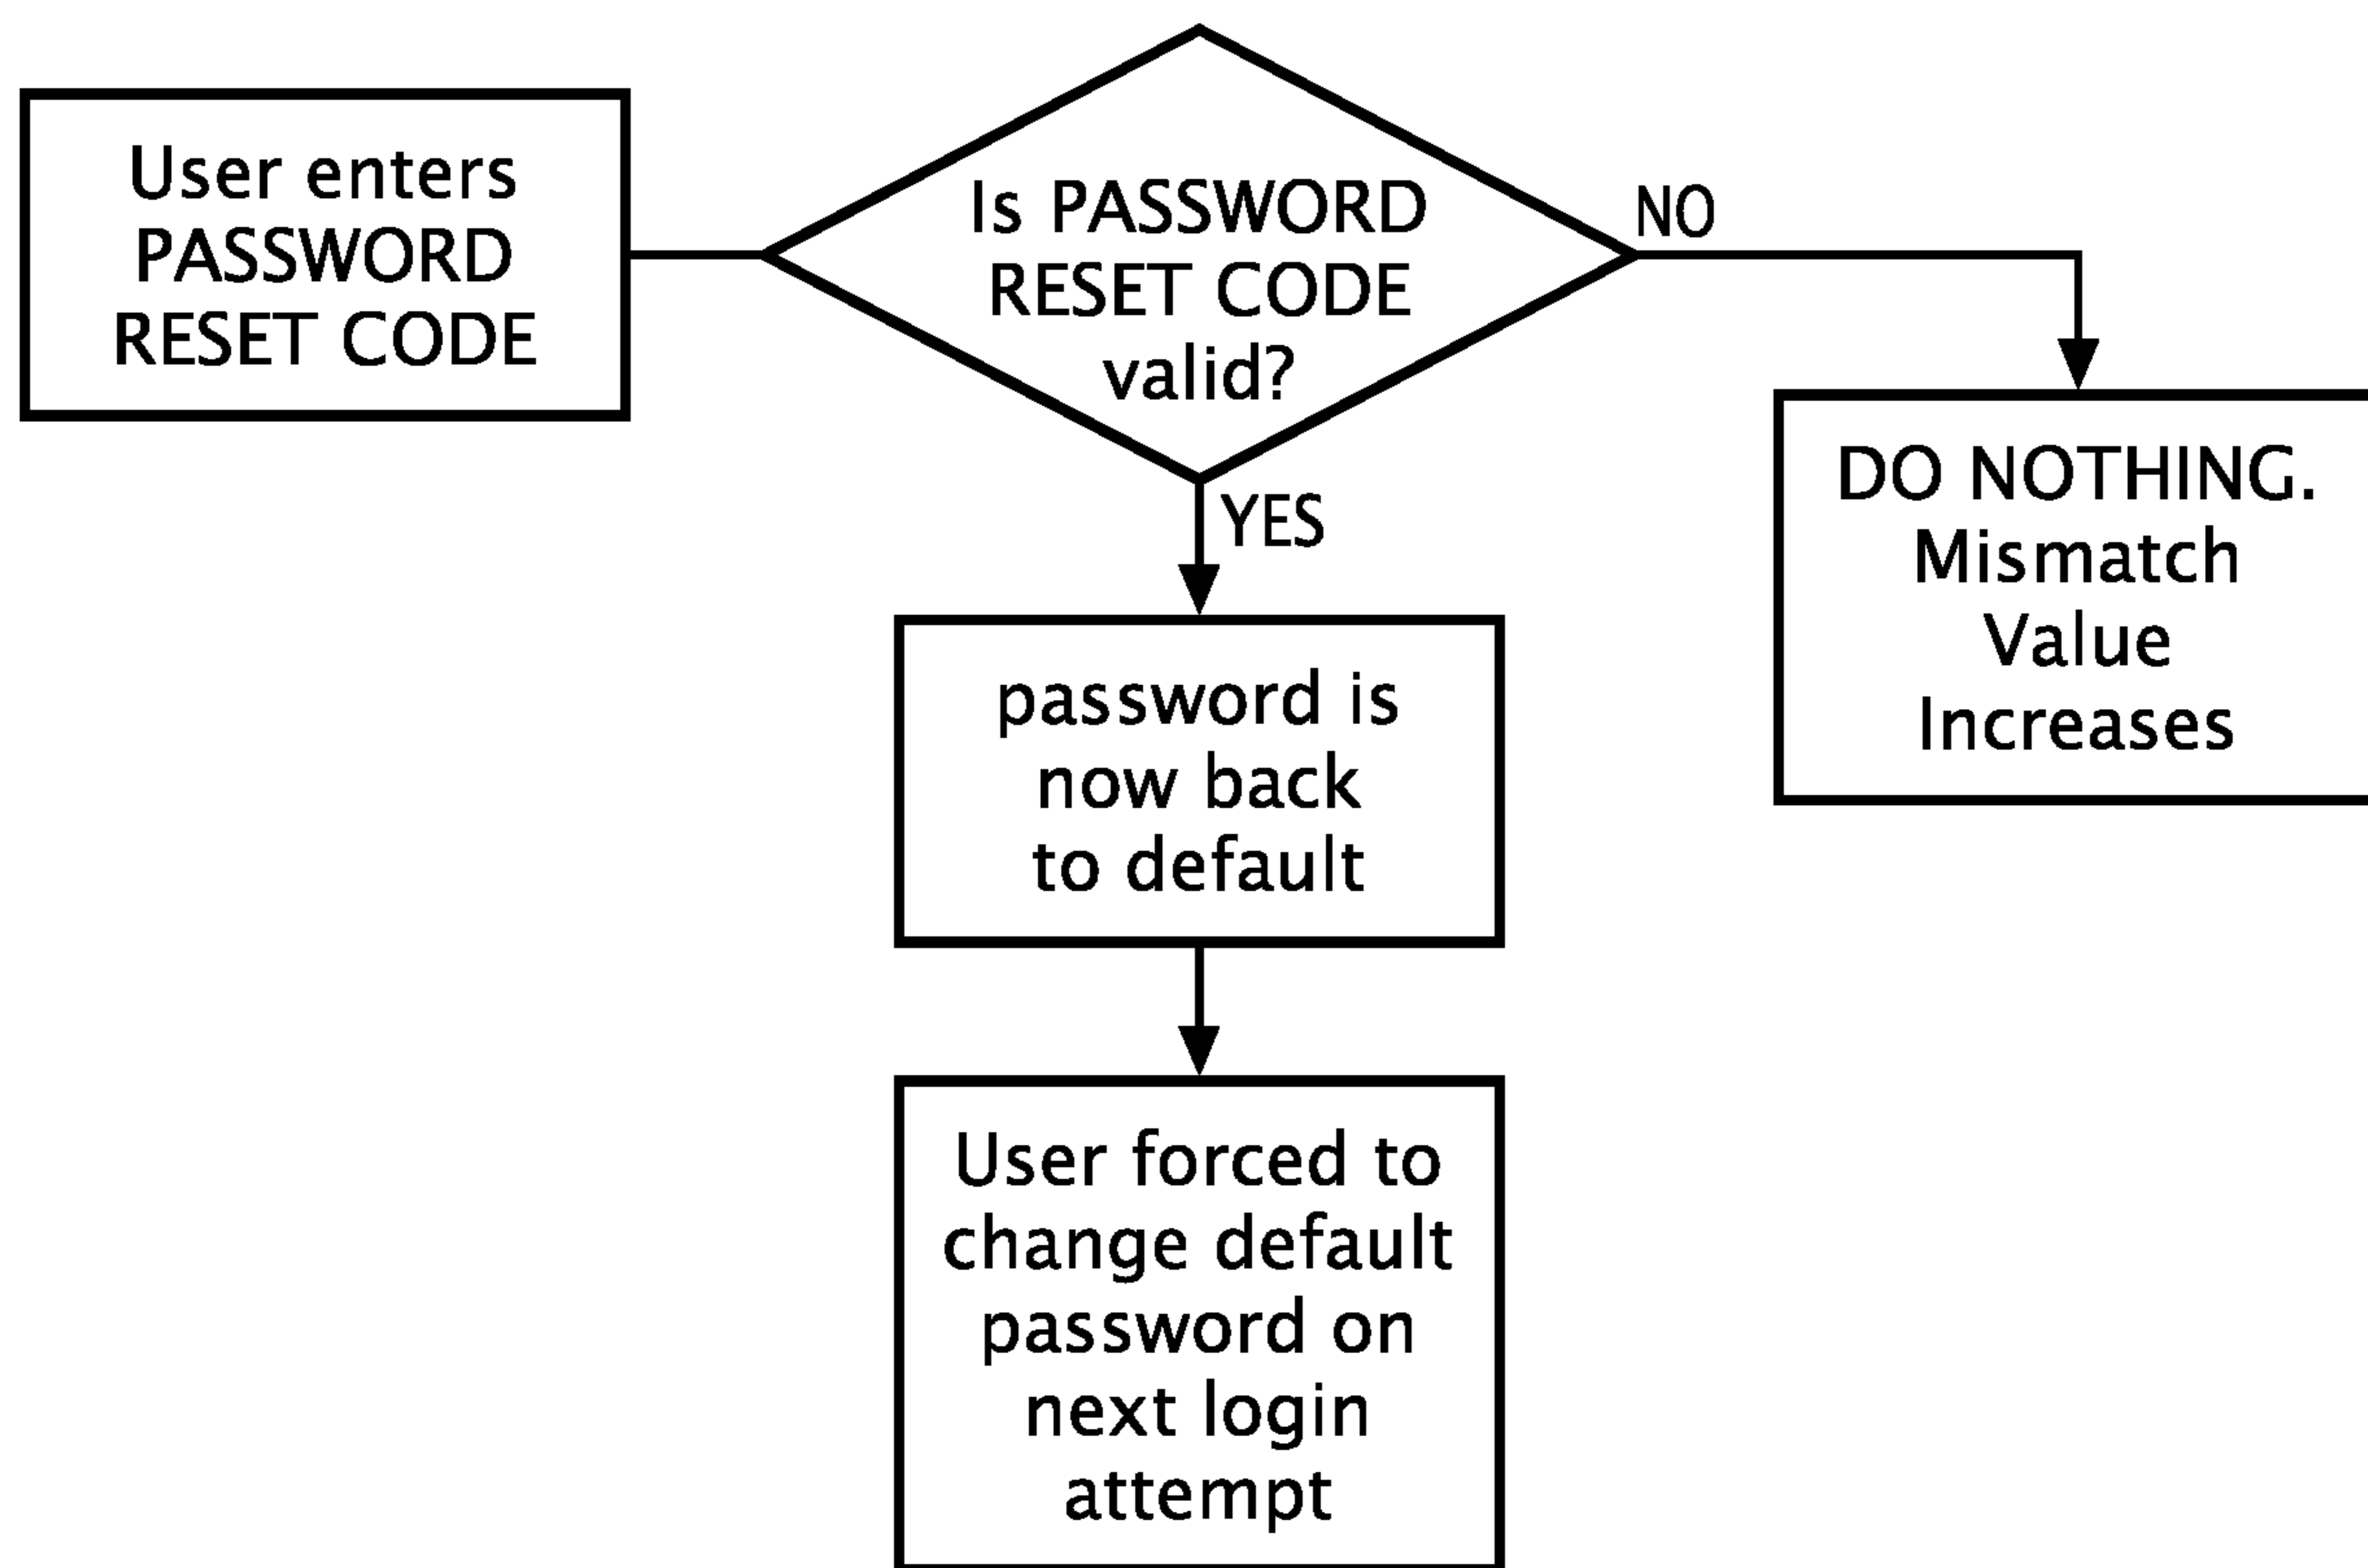 User enters
PASSWORD
RESET CODE
Is PASSWORD
RESET CODE
valid?
NO
DO NOTHING.
Mismatch
Value
Increases
YES
password is
now back
to default
User forced to
change default
password on
next login
attempt